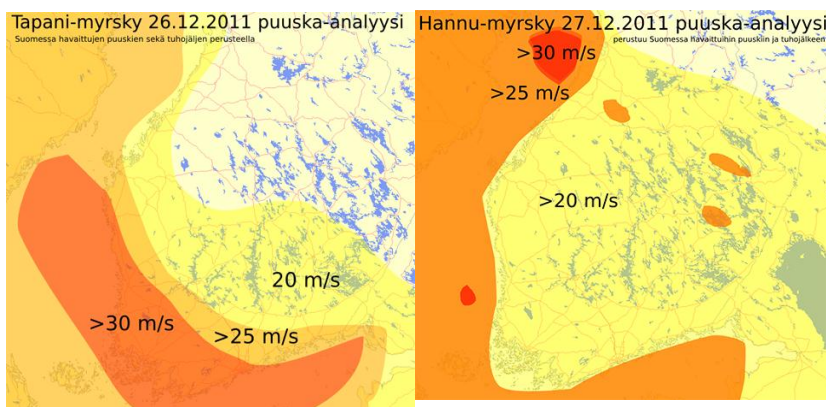 Tapani-myrsky 26.12.2011 puuska-analyysi
Suomessa havaittujen puuskien sekä tuhojäljen perusteella
20 m/s
>30 m/s
>25 m/s
Hannu-myrsky 27.12.2011 puuska-analyysi
perustuu Suomessa havaittuihin puuskiin ja tuhojälkeen
>30 m/s
>25 m/s
>20 m/s